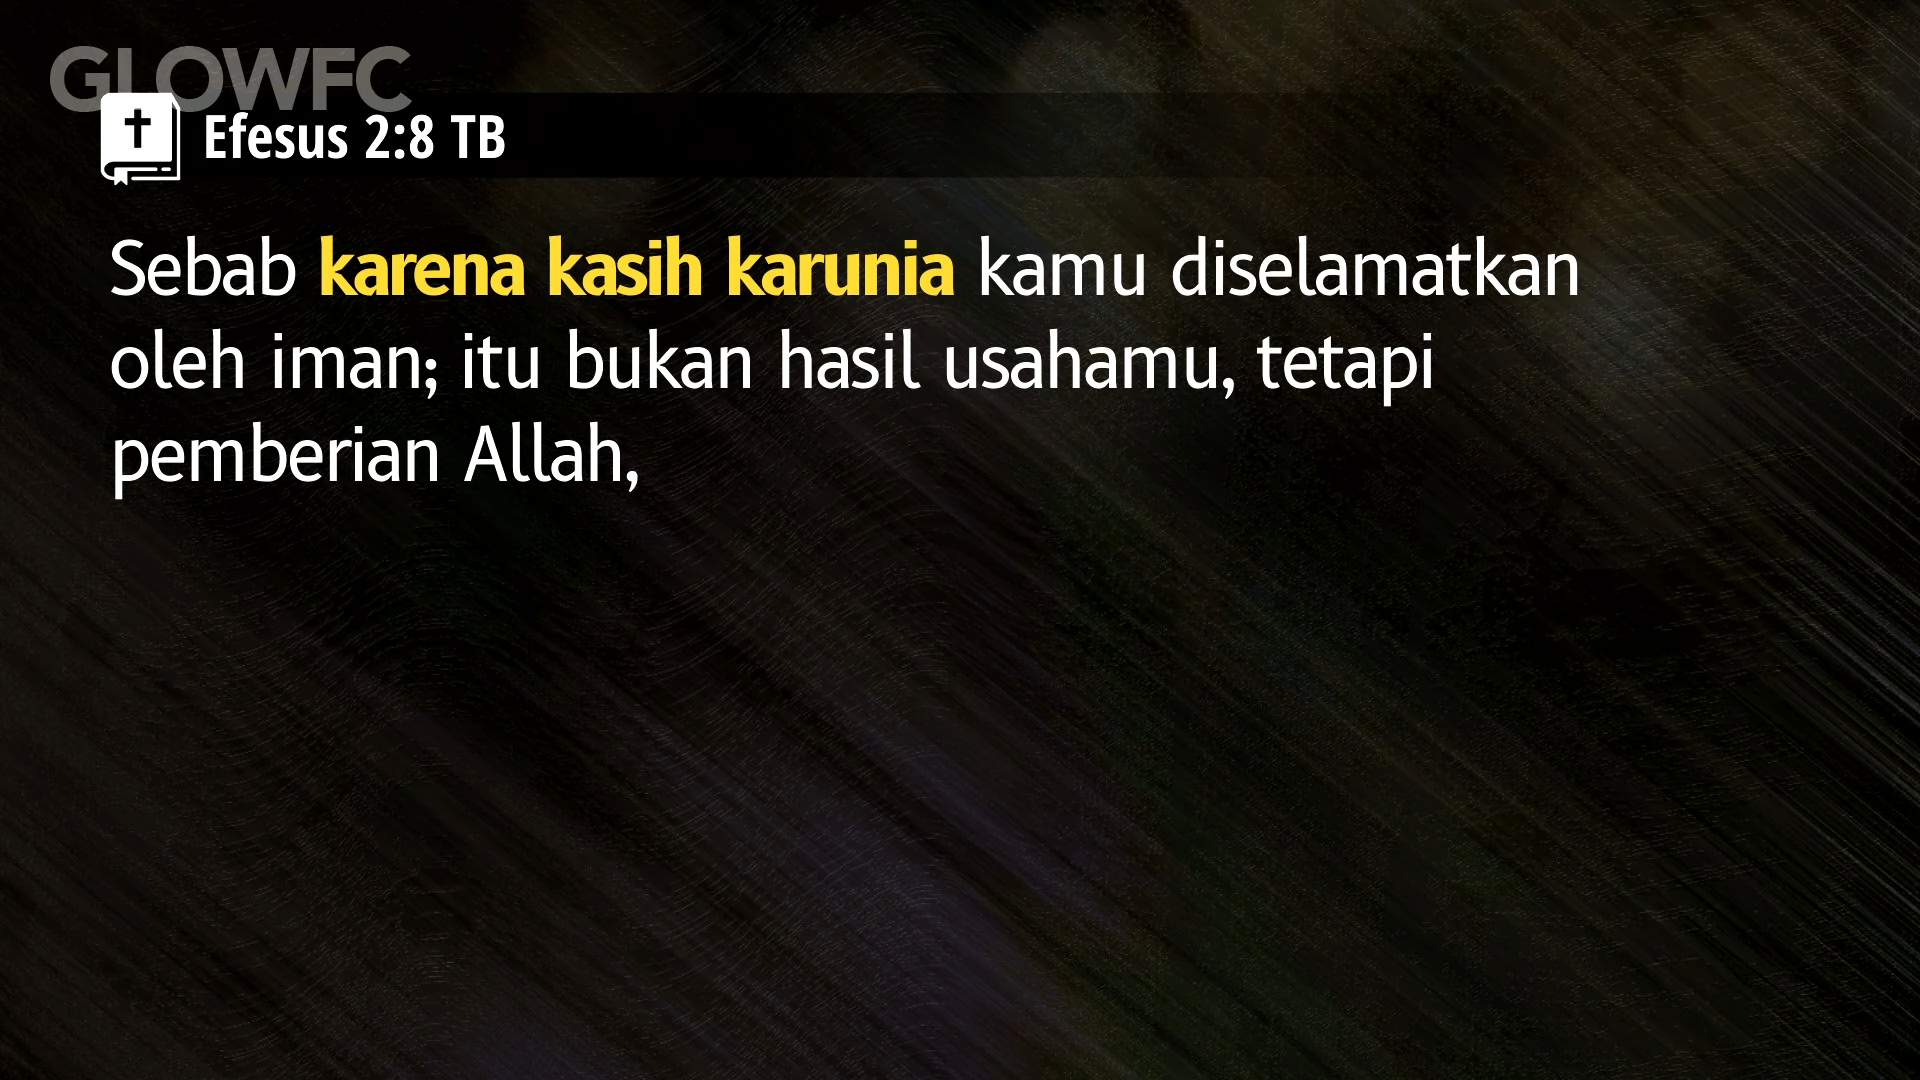 GLOWFC
Efesus 2:8 TB
Sebab karena kasih karunia kamu diselamatkan
oleh iman; itu bukan hasil usahamu, tetapi
pemberian Allah,